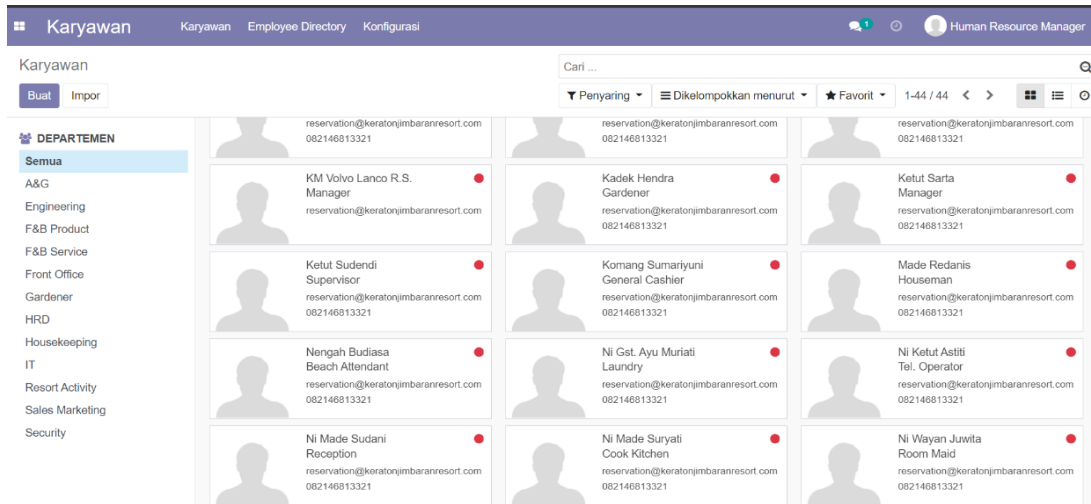 Karyawan
Karyawan Employee Directory Konfigurasi
1
Human Resource Manager
Karyawan
Cari ...
Buat Impor
Penyaring
Dikelompokkan menurut
Favorit
1-44 / 44
DEPARTEMEN
Semua
A&G
Engineering
F&B Product
F&B Service
Front Office
Gardener
HRD
Housekeeping
IT
Resort Activity
Sales Marketing
Security
reservation@keratonjimbaranresort.com
082146813321
reservation@keratonjimbaranresort.com
082146813321
reservation@keratonjimbaranresort.com
082146813321
KM Volvo Lanco R.S.
Manager
reservation@keratonjimbaranresort.com
Kadek Hendra
Gardener
reservation@keratonjimbaranresort.com
082146813321
Ketut Sarta
Manager
reservation@keratonjimbaranresort.com
082146813321
Ketut Sudendi
Supervisor
reservation@keratonjimbaranresort.com
082146813321
Komang Sumariyuni
General Cashier
reservation@keratonjimbaranresort.com
082146813321
Made Redanis
Houseman
reservation@keratonjimbaranresort.com
082146813321
Nengah Budiasa
Beach Attendant
reservation@keratonjimbaranresort.com
082146813321
Ni Gst. Ayu Muriati
Laundry
reservation@keratonjimbaranresort.com
082146813321
Ni Ketut Astiti
Tel. Operator
reservation@keratonjimbaranresort.com
082146813321
Ni Made Sudani
Reception
reservation@keratonjimbaranresort.com
082146813321
Ni Made Suryati
Cook Kitchen
reservation@keratonjimbaranresort.com
082146813321
Ni Wayan Juwita
Room Maid
reservation@keratonjimbaranresort.com
082146813321